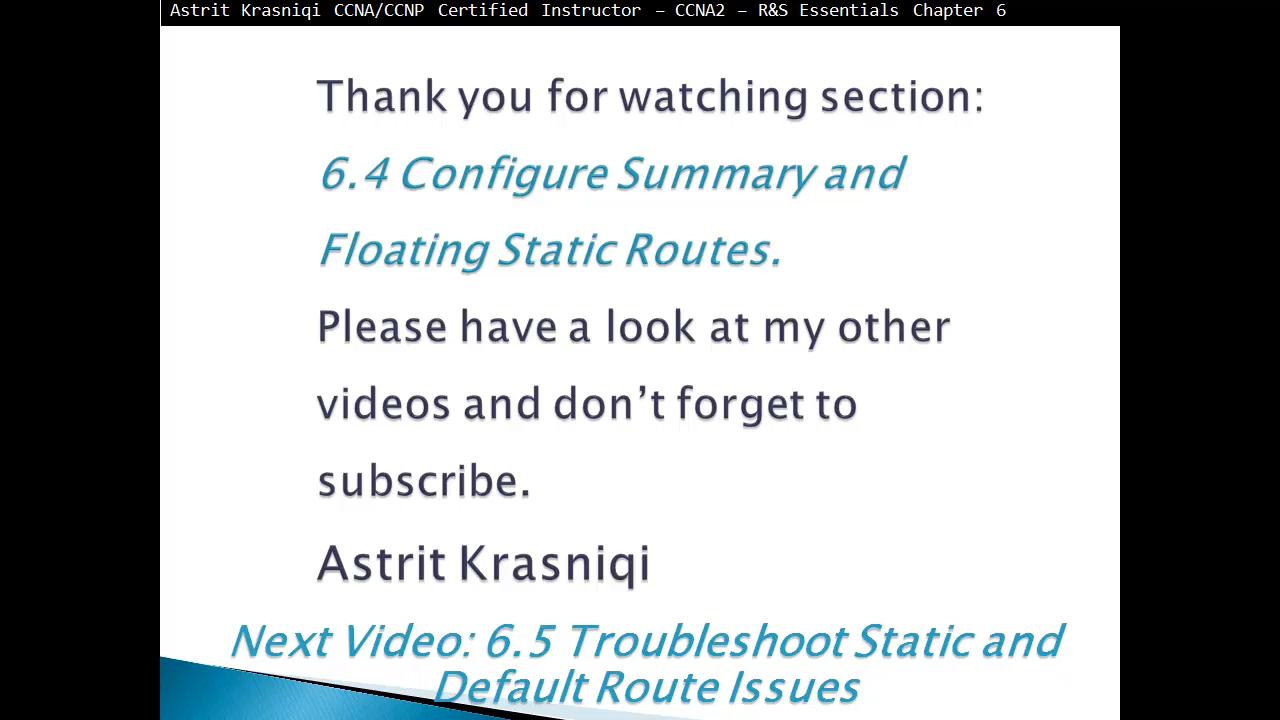 Astrit Krasniqi CCNA/CCNP Certified Instructor – CCNA2 – R&S Essentials Chapter 6
Thank you for watching section:
6.4 Configure Summary and
Floating Static Routes.
Please have a look at my other
videos and don’t forget to
subscribe.
Astrit Krasniqi
Next Video: 6.5 Troubleshoot Static and
Default Route Issues